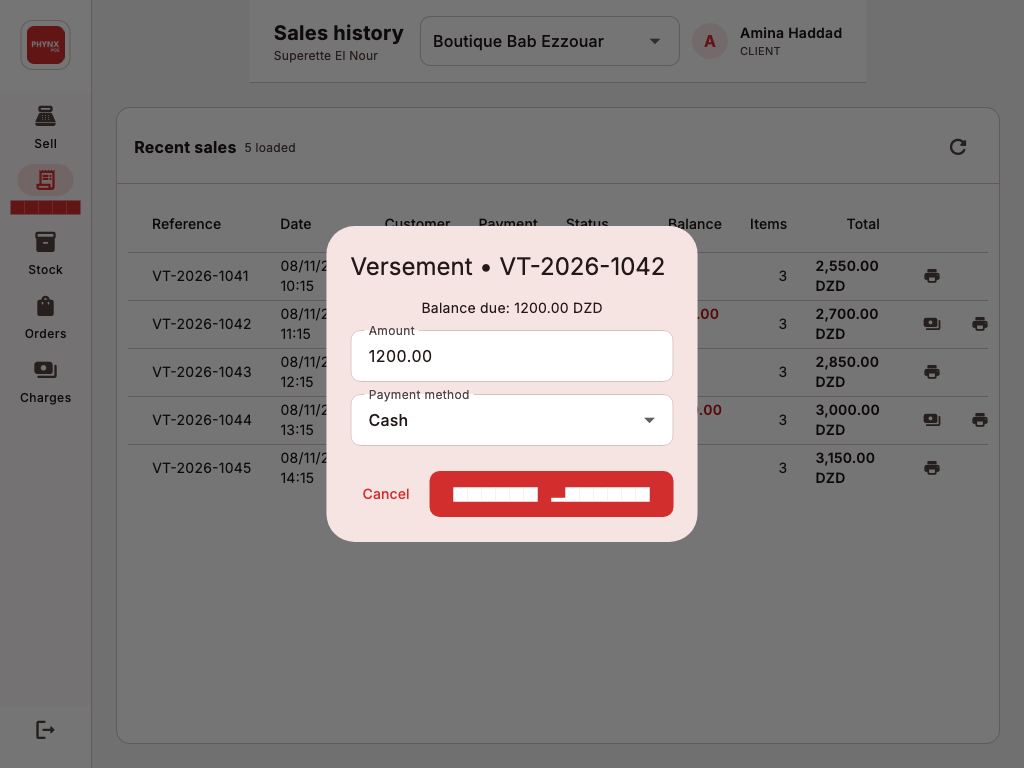 PHYNX
POS
Sales history
Superette El Nour
Boutique Bab Ezzouar
A
Amina Haddad
CLIENT
Sell
Stock
Orders
Charges
Recent sales 5 loaded
Reference Date Customer Payment Status Balance Items Total
VT-2026-1041 08/11/2 10:15 3 2,550.00 DZD
VT-2026-1042 08/11/2 11:15 .00 3 2,700.00 DZD
VT-2026-1043 08/11/2 12:15 3 2,850.00 DZD
VT-2026-1044 08/11/2 13:15 .00 3 3,000.00 DZD
VT-2026-1045 08/11/2 14:15 3 3,150.00 DZD
Versement • VT-2026-1042
Balance due: 1200.00 DZD
Amount
1200.00
Payment method
Cash
Cancel